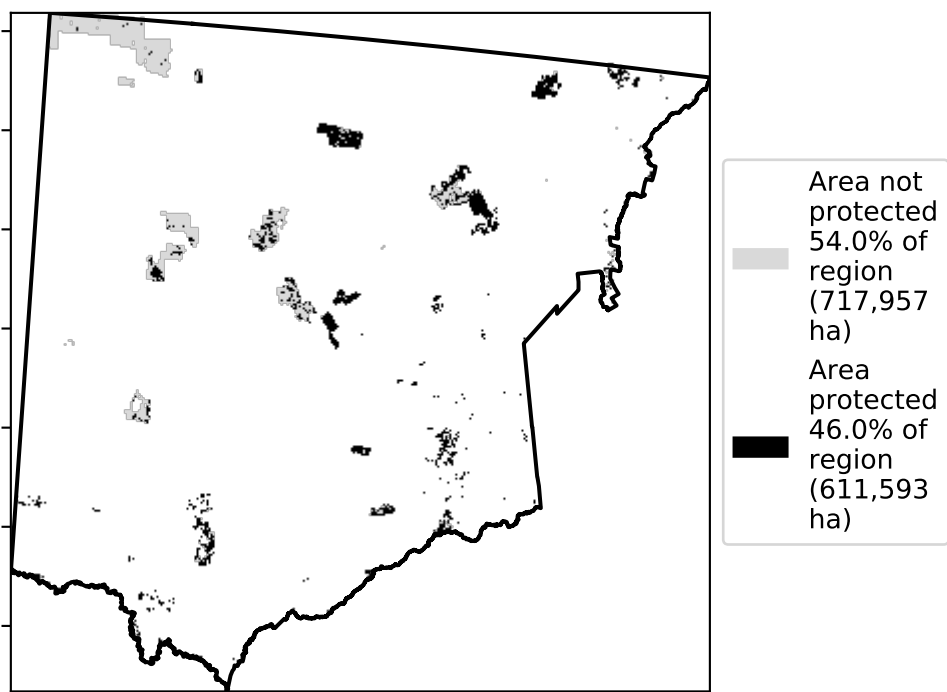 Area not
protected
54.0% of
region
(717,957
ha)
Area
protected
46.0% of
region
(611,593
ha)